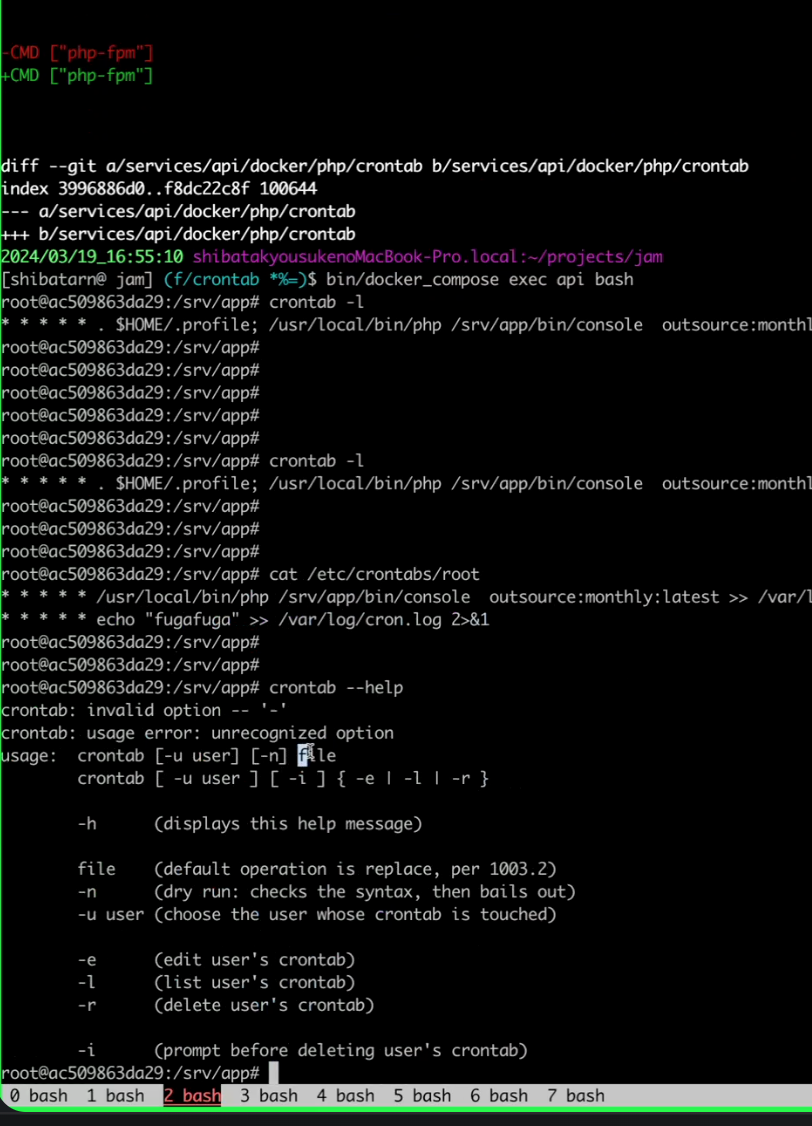 -CMD ["php-fpm"]
+CMD ["php-fpm"]
diff --git a/services/api/docker/php/crontab b/services/api/docker/php/crontab
index 3996886d0..f8dc22c8f 100644
--- a/services/api/docker/php/crontab
+++ b/services/api/docker/php/crontab
2024/03/19_16:55:10 shibatakyousukenoMacBook-Pro.local:~/projects/jam
[shibatarn@ jam] (f/crontab *%=)$ bin/docker_compose exec api bash
root@ac509863da29:/srv/app# crontab -l
* * * * * . $HOME/.profile; /usr/local/bin/php /srv/app/bin/console  outsource:monthl
root@ac509863da29:/srv/app#
root@ac509863da29:/srv/app#
root@ac509863da29:/srv/app#
root@ac509863da29:/srv/app#
root@ac509863da29:/srv/app#
root@ac509863da29:/srv/app# crontab -l
* * * * * . $HOME/.profile; /usr/local/bin/php /srv/app/bin/console  outsource:monthl
root@ac509863da29:/srv/app#
root@ac509863da29:/srv/app#
root@ac509863da29:/srv/app#
root@ac509863da29:/srv/app# cat /etc/crontabs/root
* * * * * /usr/local/bin/php /srv/app/bin/console  outsource:monthly:latest >> /var/l
* * * * * echo "fugafuga" >> /var/log/cron.log 2>&1
root@ac509863da29:/srv/app#
root@ac509863da29:/srv/app#
root@ac509863da29:/srv/app# crontab --help
crontab: invalid option -- '-'
crontab: usage error: unrecognized option
usage:  crontab [-u user] [-n] file
        crontab [ -u user ] [ -i ] { -e | -l | -r }
        -h      (displays this help message)
        file    (default operation is replace, per 1003.2)
        -n      (dry run: checks the syntax, then bails out)
        -u user (choose the user whose crontab is touched)
        -e      (edit user's crontab)
        -l      (list user's crontab)
        -r      (delete user's crontab)
        -i      (prompt before deleting user's crontab)
root@ac509863da29:/srv/app#
0 bash  1 bash  2 bash  3 bash  4 bash  5 bash  6 bash  7 bash